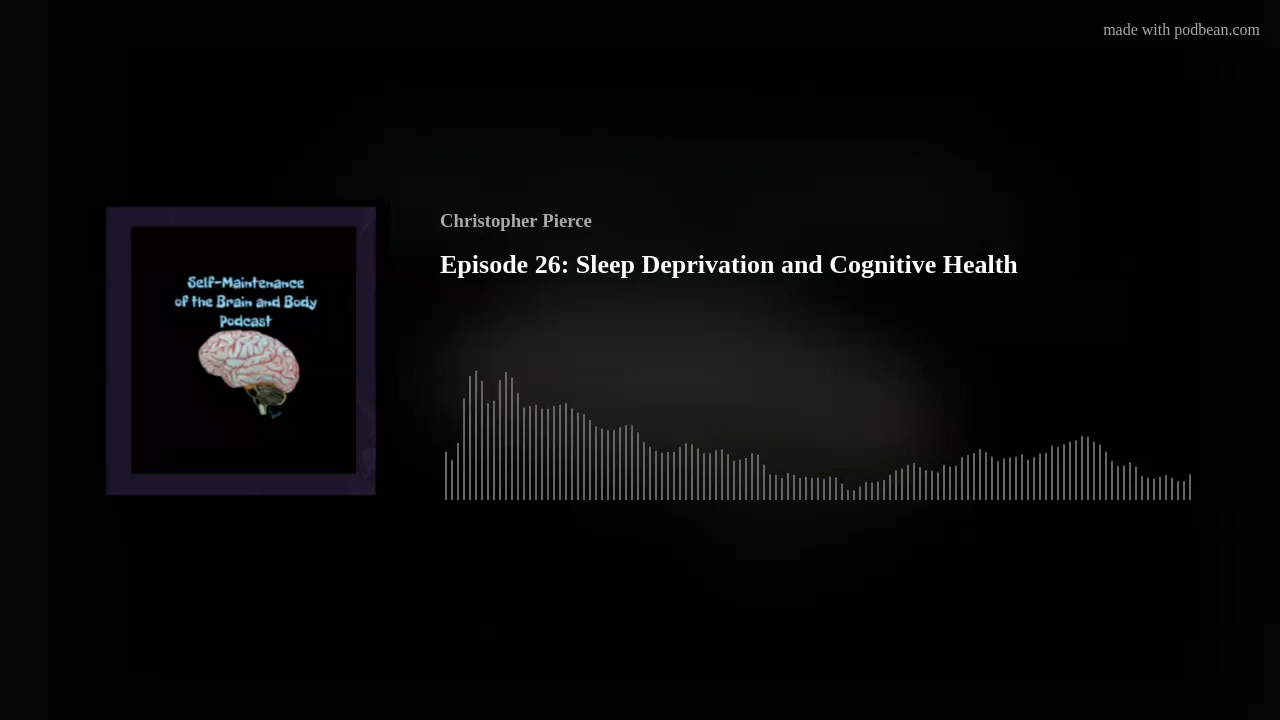 made with podbean.com
Christopher Pierce
Episode 26: Sleep Deprivation and Cognitive Health
Self-Maintenance
of the Brain and Body
Podcast